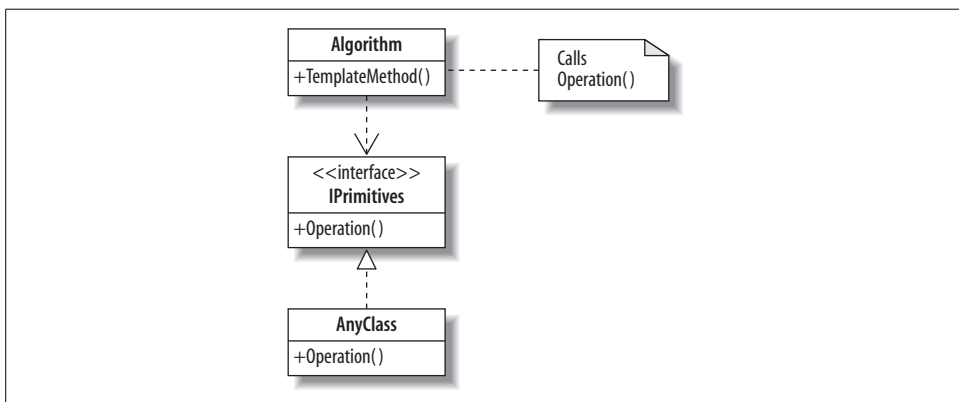 Algorithm
+TemplateMethod()
Calls
Operation()
<<interface>>
IPrimitives
+Operation()
AnyClass
+Operation()